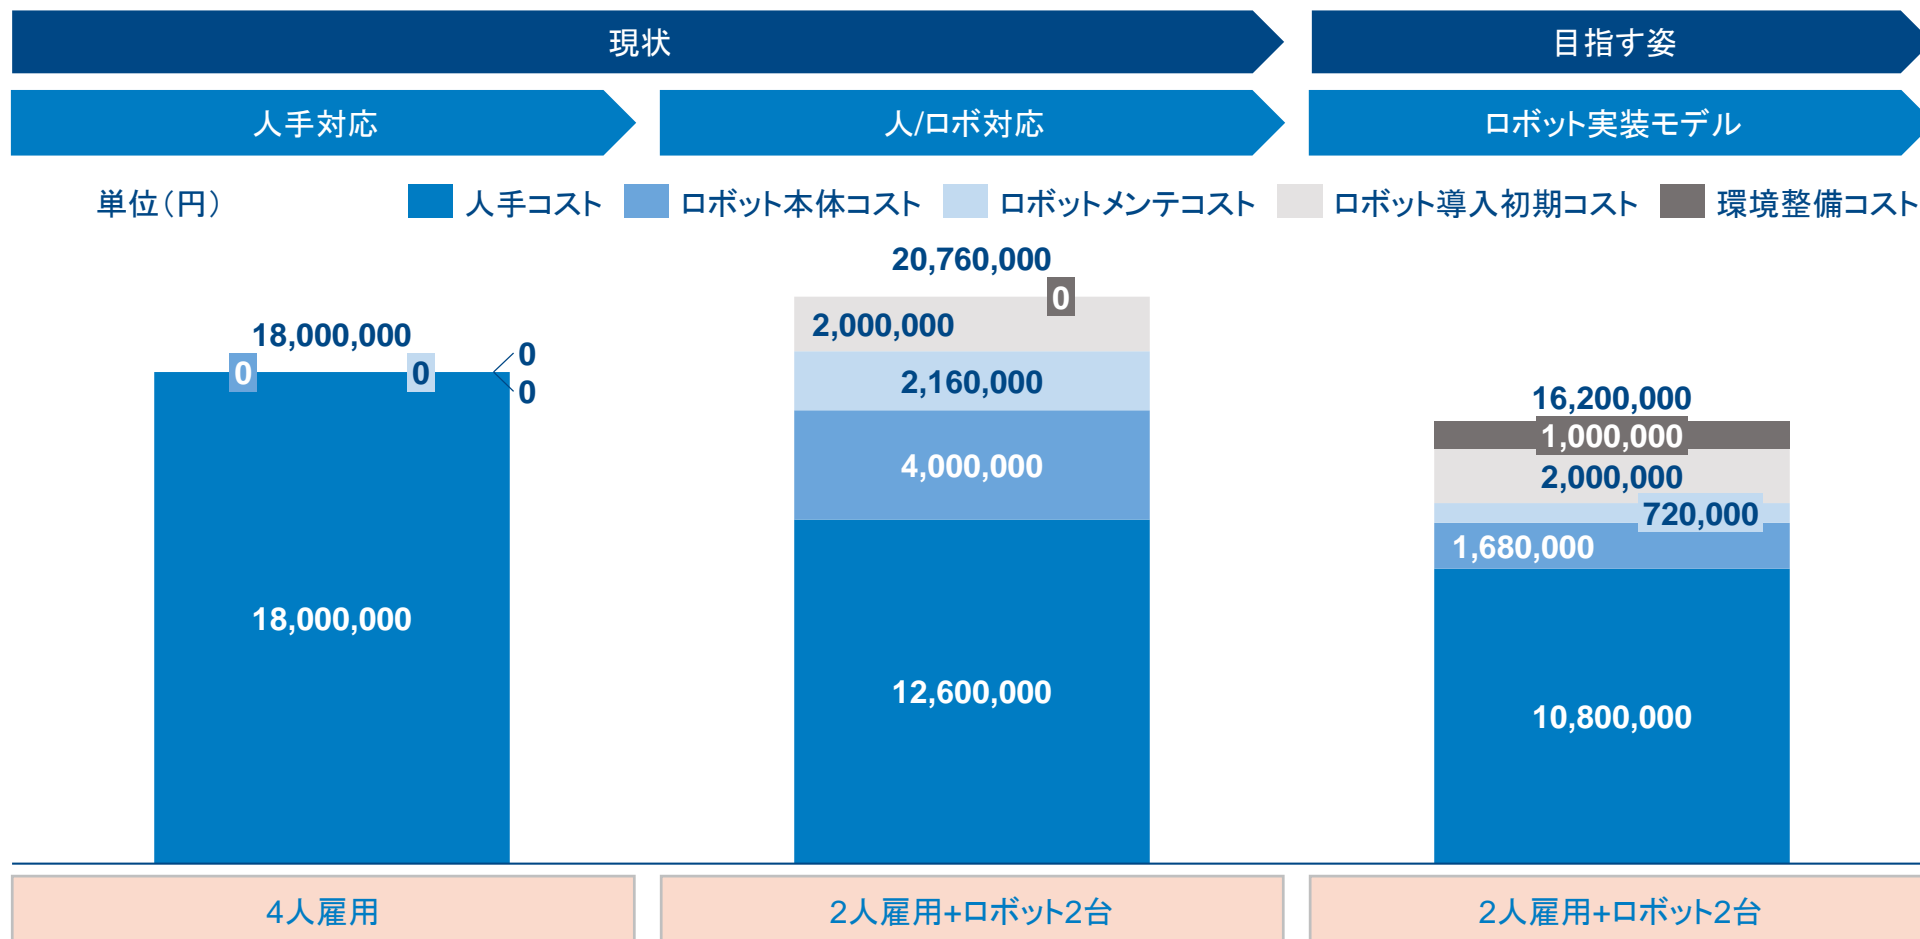 現状
目指す姿
人手対応
人/ロボ対応
ロボット実装モデル
単位(円)
人手コスト
ロボット本体コスト
ロボットメンテコスト
ロボット導入初期コスト
環境整備コスト
18,000,000
0
0
0
0
18,000,000
20,760,000
0
2,000,000
2,160,000
4,000,000
12,600,000
16,200,000
1,000,000
2,000,000
720,000
1,680,000
10,800,000
4人雇用
2人雇用+ロボット2台
2人雇用+ロボット2台